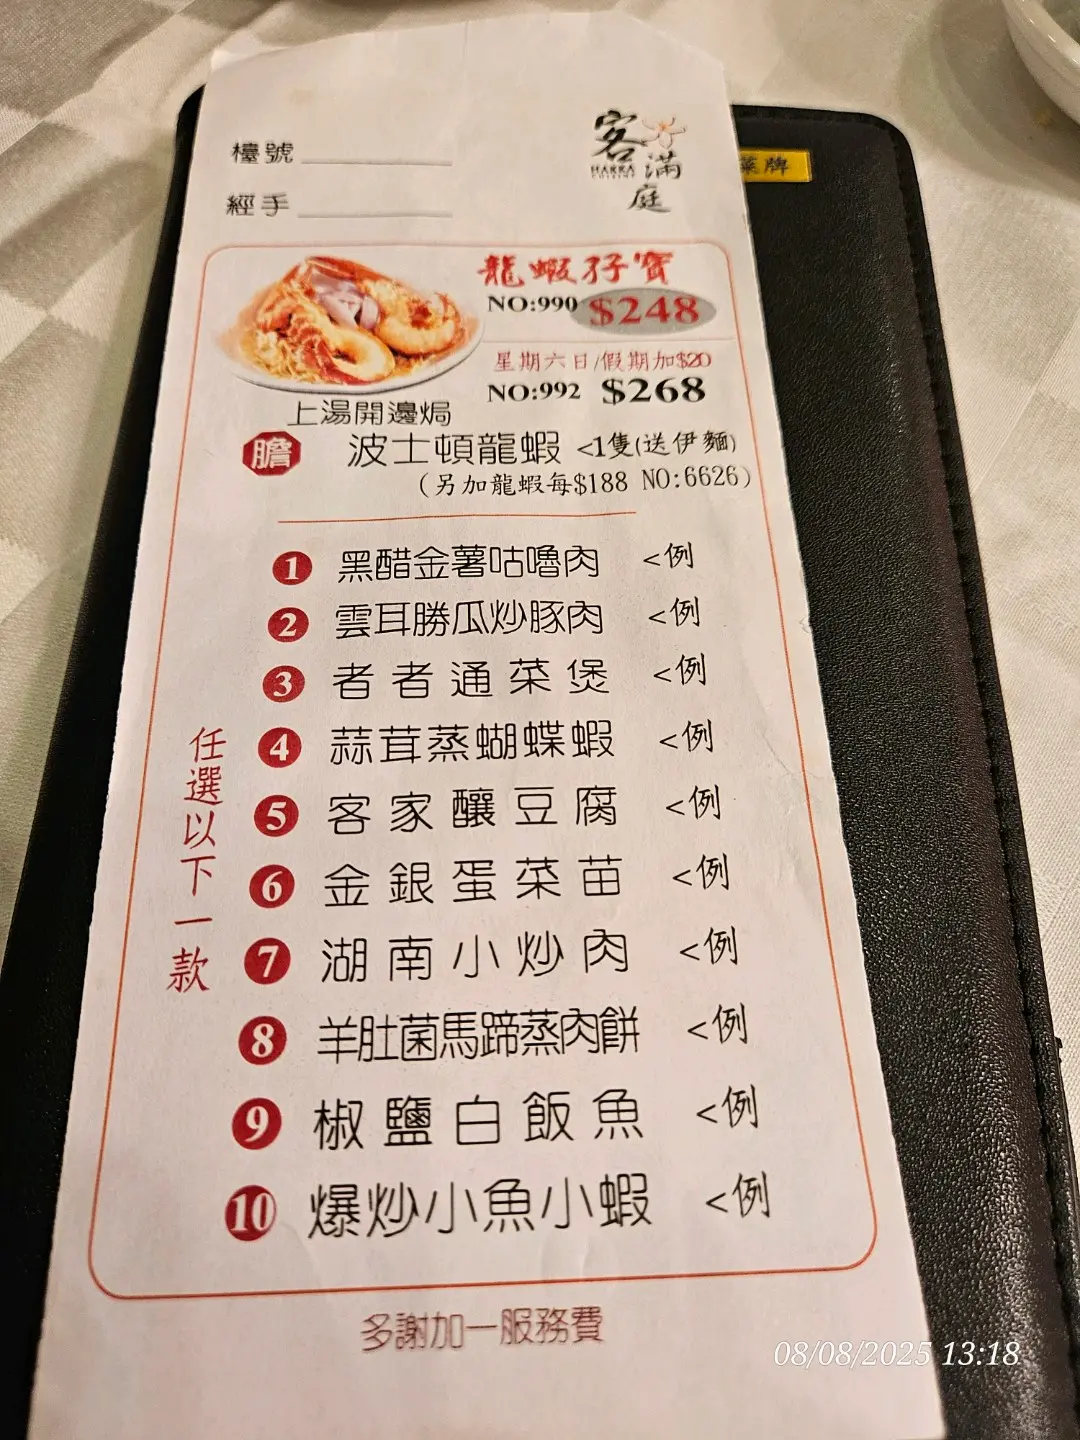 檯號
經手
客滿庭
HAKKA
CUISINE
菜牌
龍蝦孖寶
NO:990 $248
星期六日/假期加$20
NO:992 $268
上湯開邊焗
膽 波士頓龍蝦 <1隻(送伊麵)
(另加龍蝦每$188 NO:6626)
任選以下一款
1 黑醋金薯咕嚕肉 <例
2 雲耳勝瓜炒豚肉 <例
3 者者通菜煲 <例
4 蒜茸蒸蝴蝶蝦 <例
5 客家釀豆腐 <例
6 金銀蛋菜苗 <例
7 湖南小炒肉 <例
8 羊肚菌馬蹄蒸肉餅 <例
9 椒鹽白飯魚 <例
10 爆炒小魚小蝦 <例
多謝加一服務費
08/08/2025 13:18